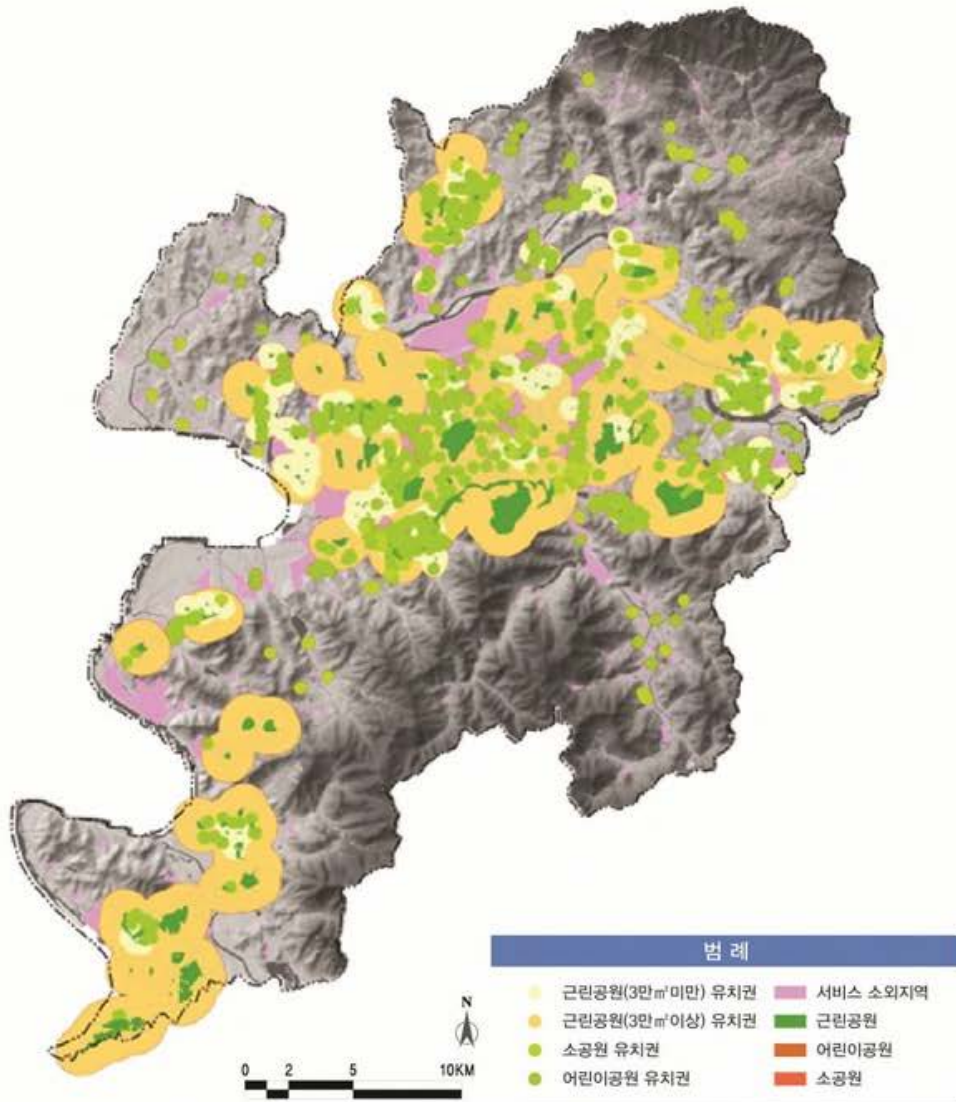 범 례
근린공원(3만㎡미만) 유치권
서비스 소외지역
근린공원(3만㎡이상) 유치권
근린공원
소공원 유치권
어린이공원
어린이공원 유치권
소공원
N
0 2 5 10KM